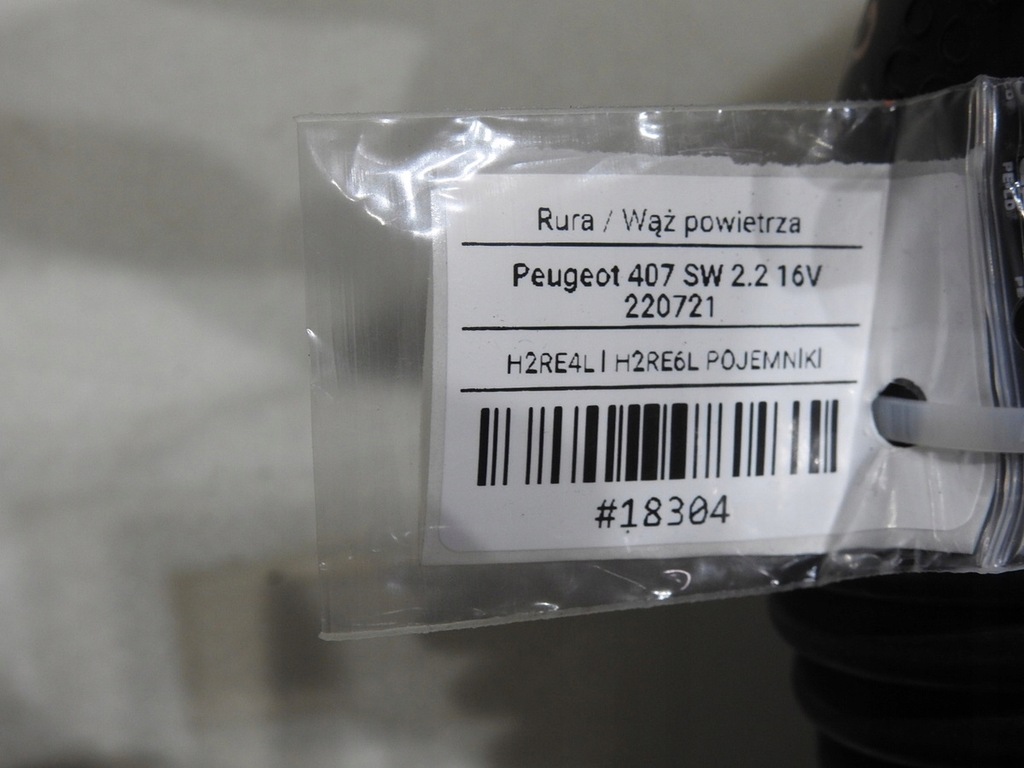 Rura / Wąż powietrza
Peugeot 407 SW 2.2 16V
220721
H2RE4L | H2RE6L POJEMNIKI
#18304